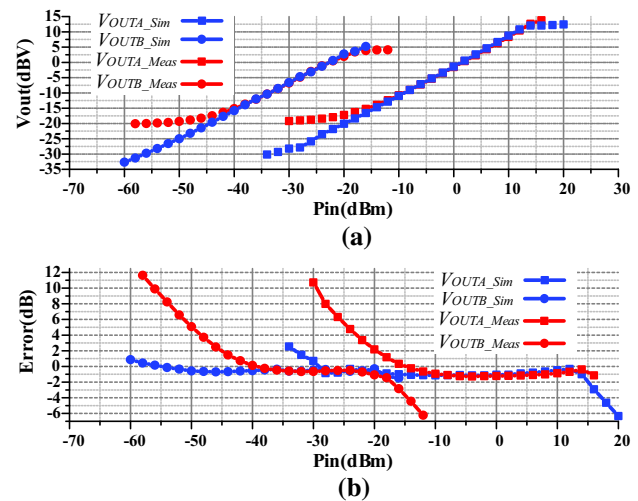 15
10
5
0
-5
-10
-15
-20
-25
-30
-35
Vout(dBV)
VOUTA_Sim
VOUTB_Sim
VOUTA_Meas
VOUTB_Meas
-70 -60 -50 -40 -30 -20 -10 0 10 20 30
Pin(dBm)
(a)
12
10
8
6
4
2
0
-2
-4
-6
Error(dB)
VOUTA_Sim
VOUTB_Sim
VOUTA_Meas
VOUTB_Meas
-70 -60 -50 -40 -30 -20 -10 0 10 20
Pin(dBm)
(b)